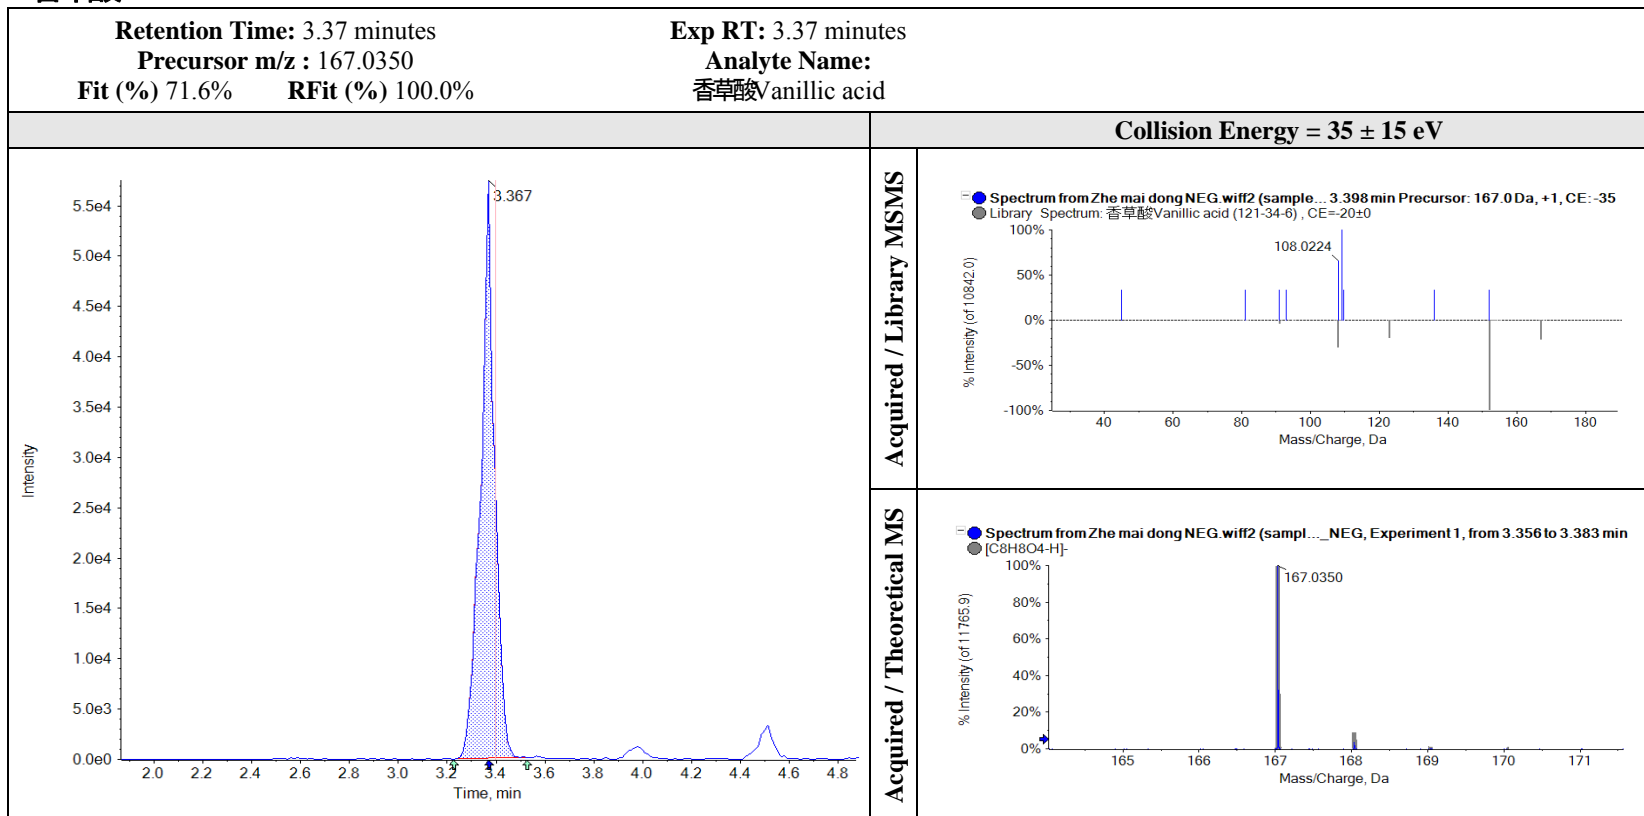 Retention Time: 3.37 minutes
Precursor m/z : 167.0350
Fit (%) 71.6% RFit (%) 100.0%
Exp RT: 3.37 minutes
Analyte Name:
香草酸Vanillic acid
Collision Energy = 35 ± 15 eV
Intensity
5.5e4
5.0e4
4.5e4
4.0e4
3.5e4
3.0e4
2.5e4
2.0e4
1.5e4
1.0e4
5.0e3
0.0e0
3.367
2.0 2.2 2.4 2.6 2.8 3.0 3.2 3.4 3.6 3.8 4.0 4.2 4.4 4.6 4.8
Time, min
Acquired / Library MSMS
Spectrum from Zhe mai dong NEG.wiff2 (sample... 3.398 min Precursor: 167.0 Da, +1, CE: -35
Library Spectrum: 香草酸Vanillic acid (121-34-6) , CE=-20±0
% Intensity (of 10842.0)
100%
50%
0%
-50%
-100%
108.0224
40 60 80 100 120 140 160 180
Mass/Charge, Da
Acquired / Theoretical MS
Spectrum from Zhe mai dong NEG.wiff2 (sampl..._NEG, Experiment 1, from 3.356 to 3.383 min
[C8H8O4-H]-
% Intensity (of 11765.9)
100%
80%
60%
40%
20%
0%
167.0350
165 166 167 168 169 170 171
Mass/Charge, Da